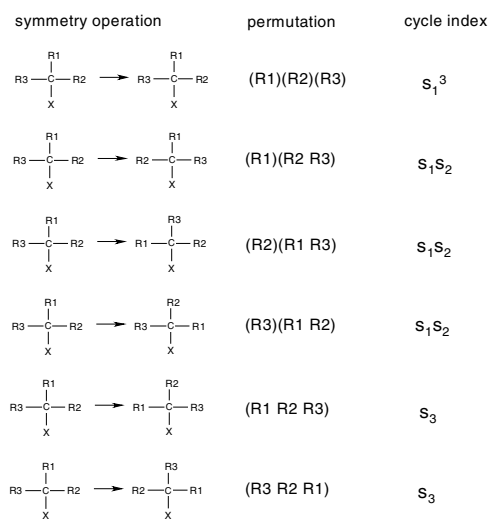 symmetry operation permutation cycle index
R1 R1
R3 C R2 R3 C R2 (R1)(R2)(R3) s₁³
X X
R1 R1
R3 C R2 R2 C R3 (R1)(R2 R3) s₁s₂
X X
R1 R3
R3 C R2 R1 C R2 (R2)(R1 R3) s₁s₂
X X
R1 R2
R3 C R2 R3 C R1 (R3)(R1 R2) s₁s₂
X X
R1 R2
R3 C R2 R1 C R3 (R1 R2 R3) s₃
X X
R1 R3
R3 C R2 R2 C R1 (R3 R2 R1) s₃
X X